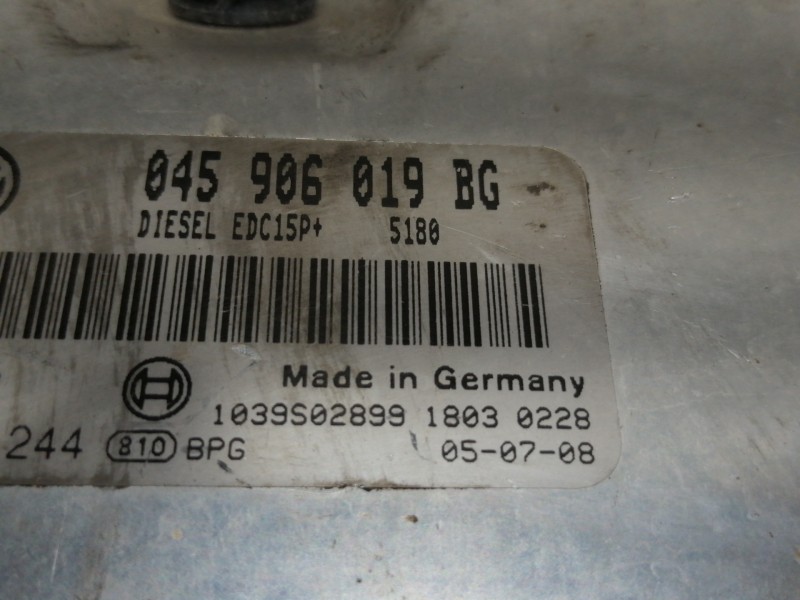 045 906 019 BG
DIESEL EDC15P+ 5180
Made in Germany
1039S02899 1803 0228
244 810 BPG 05-07-08